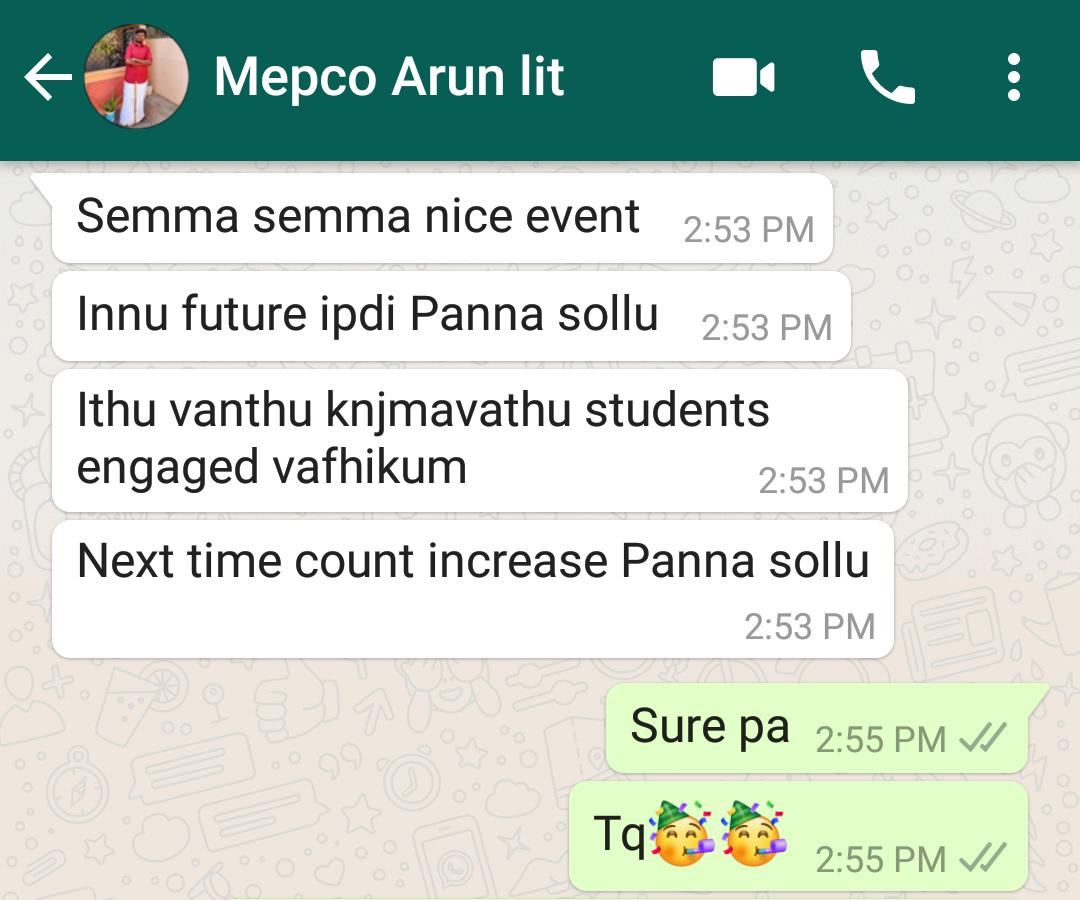 Mepco Arun lit
Semma semma nice event 2:53 PM
Innu future ipdi Panna sollu 2:53 PM
Ithu vanthu knjmavathu students
engaged vafhikum 2:53 PM
Next time count increase Panna sollu
2:53 PM
Sure pa 2:55 PM
Tq🥳🥳 2:55 PM